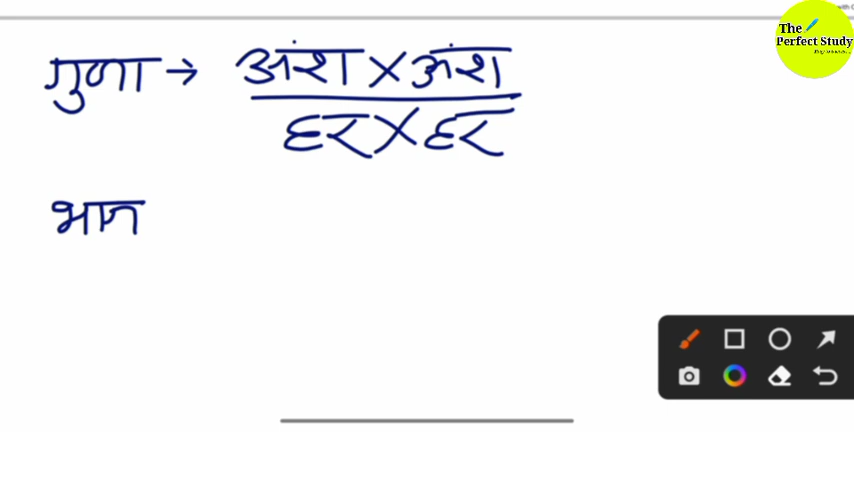 The
Perfect Study
गुणा → अंश × अंश
हर × हर
भाग